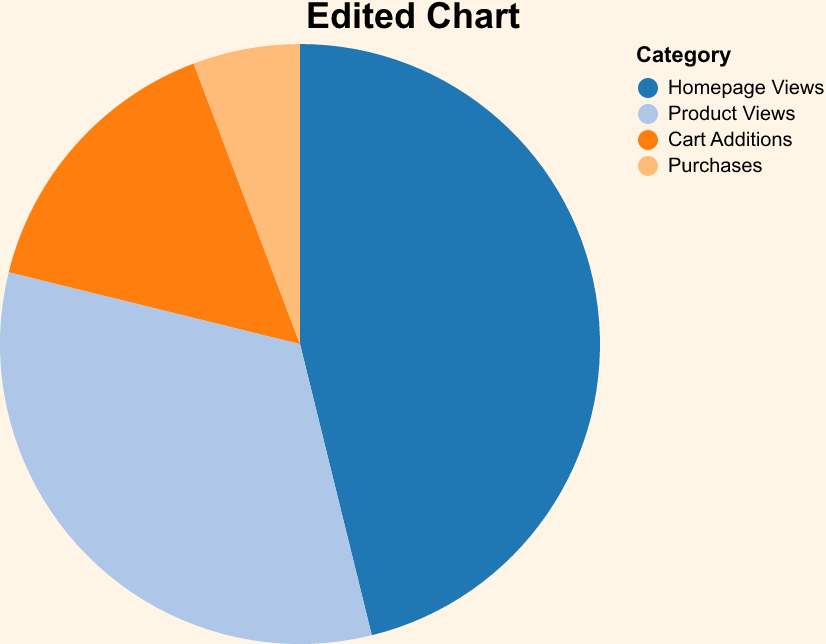 Edited Chart
Category
Homepage Views
Product Views
Cart Additions
Purchases